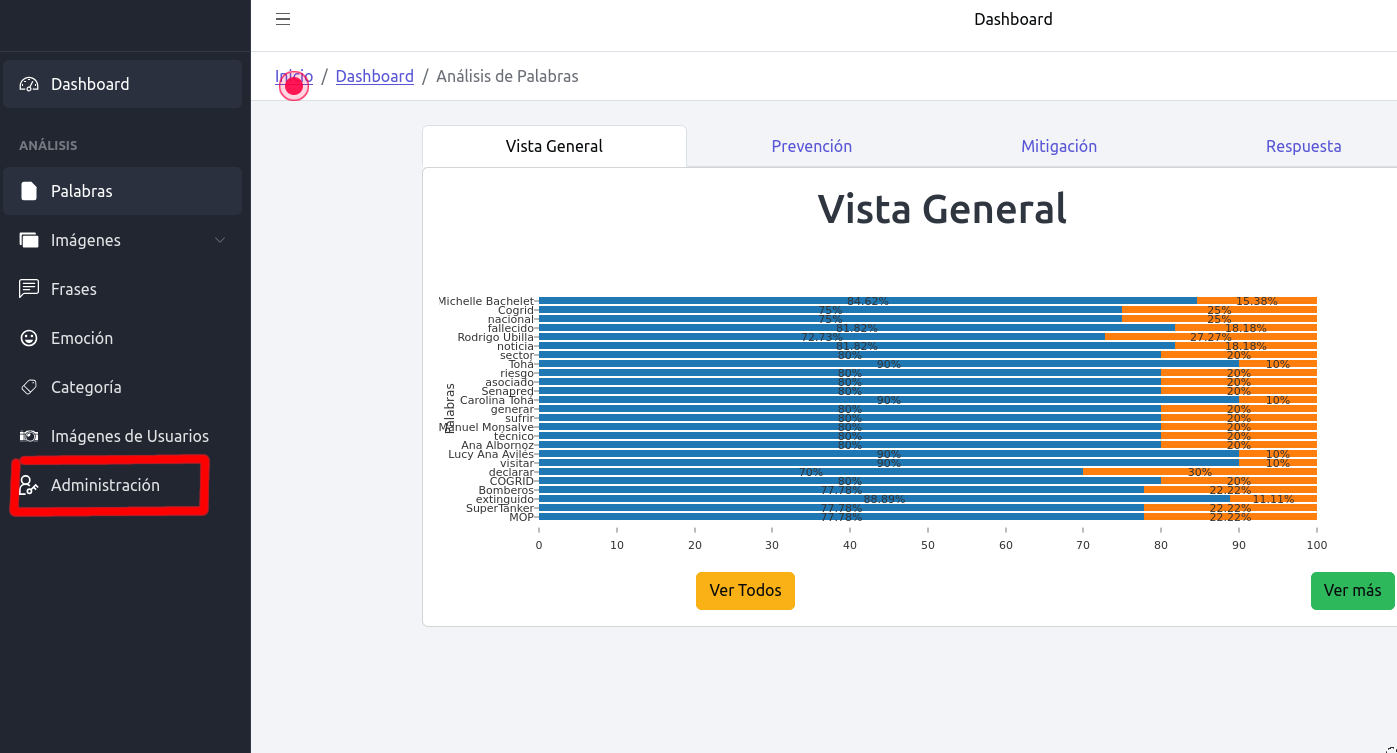 Dashboard
Inicio / Dashboard / Análisis de Palabras
Dashboard
ANÁLISIS
Palabras
Imágenes
Frases
Emoción
Categoría
Imágenes de Usuarios
Administración
Vista General
Prevención
Mitigación
Respuesta
Vista General
Palabras
Michelle Bachelet 84.62% 15.38%
Cogrid 75% 25%
nacional 75% 25%
fallecido 81.82% 18.18%
Rodrigo Ubilla 72.73% 27.27%
noticia 81.82% 18.18%
sector 80% 20%
Tohá 90% 10%
riesgo 80% 20%
asociado 80% 20%
Senapred 80% 20%
Carolina Tohá 90% 10%
generar 80% 20%
sufrir 80% 20%
Manuel Monsalve 80% 20%
técnico 80% 20%
Ana Albornoz 80% 20%
Lucy Ana Avilés 90% 10%
visitar 90% 10%
declarar 70% 30%
COGRID 80% 20%
Bomberos 77.78% 22.22%
extinguido 88.89% 11.11%
SuperTanker 77.78% 22.22%
MOP 77.78% 22.22%
0 10 20 30 40 50 60 70 80 90 100
Ver Todos
Ver más